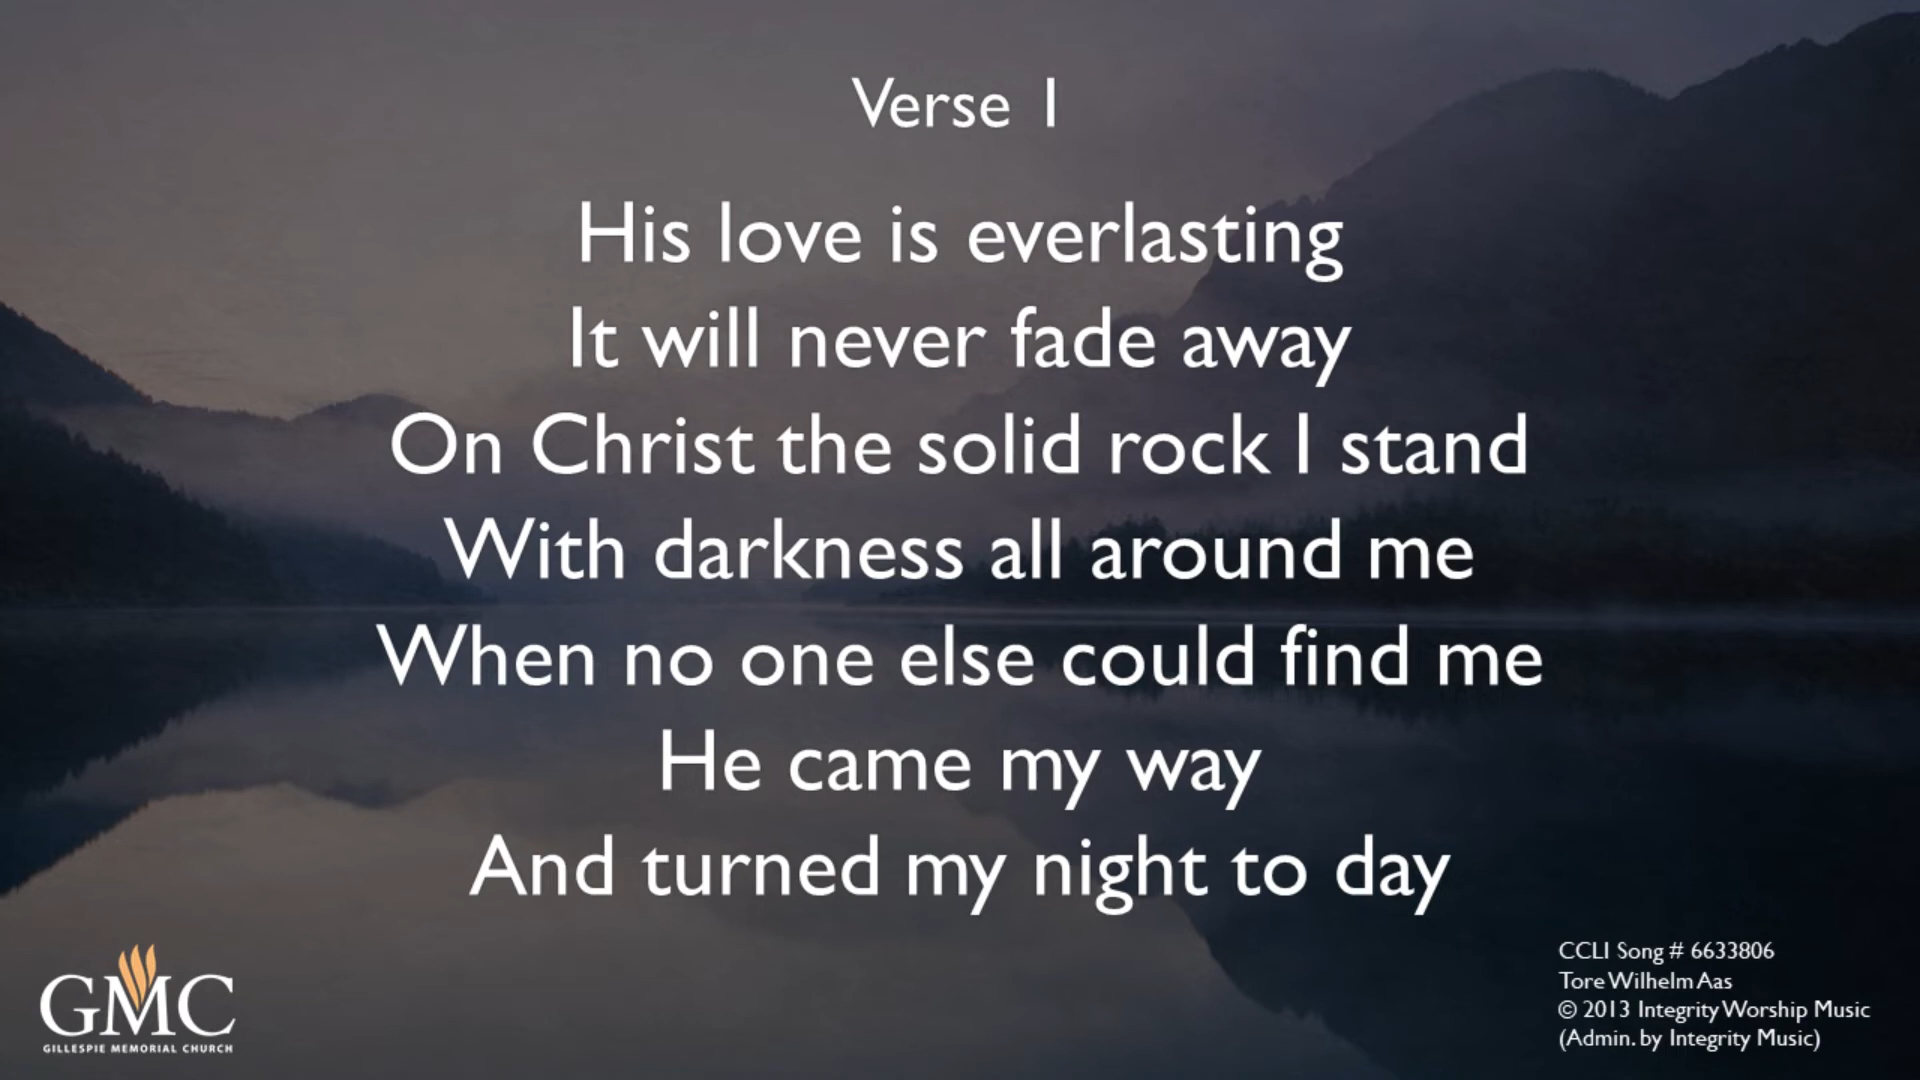 Verse 1
His love is everlasting
It will never fade away
On Christ the solid rock I stand
With darkness all around me
When no one else could find me
He came my way
And turned my night to day
GMC
GILLESPIE MEMORIAL CHURCH
CCLI Song # 6633806
Tore Wilhelm Aas
© 2013 Integrity Worship Music
(Admin. by Integrity Music)